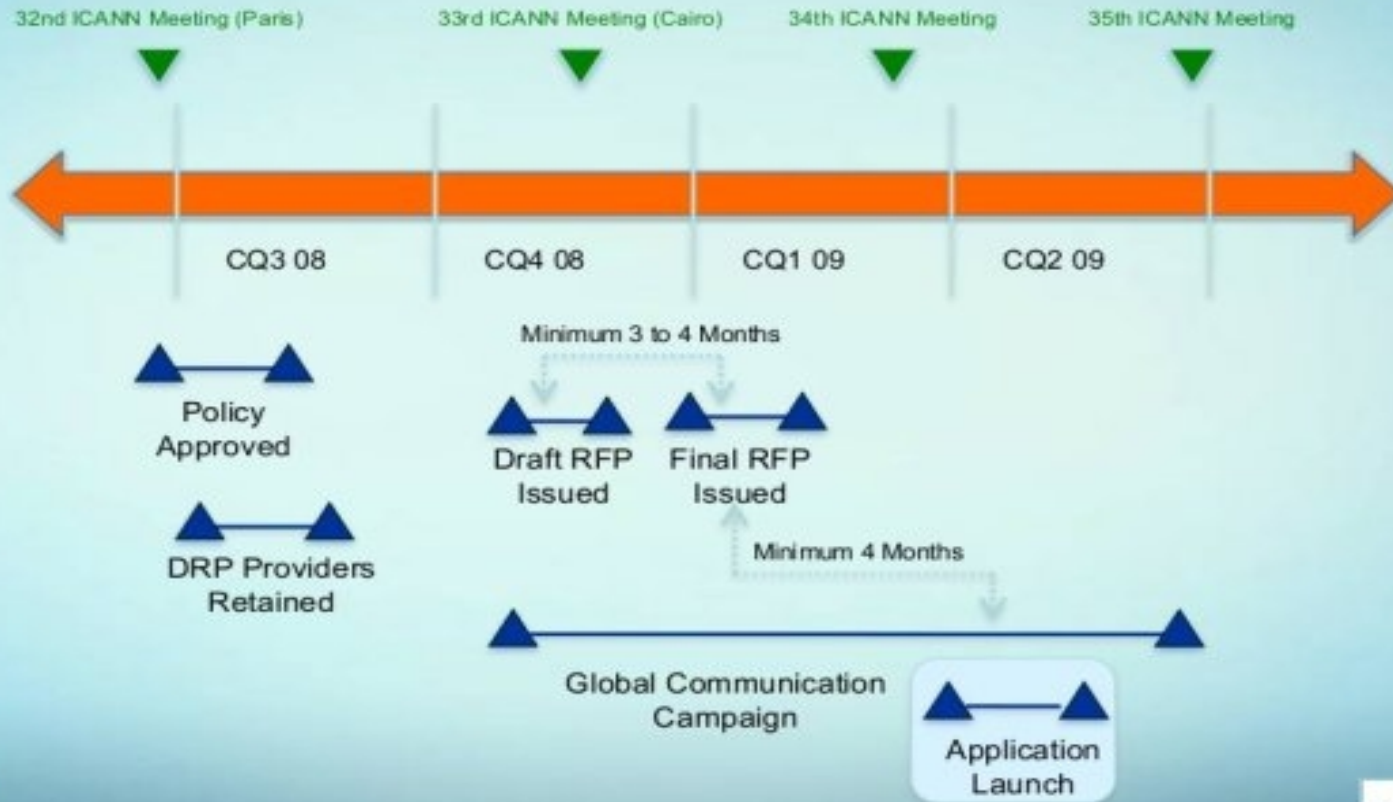 32nd ICANN Meeting (Paris)
33rd ICANN Meeting (Cairo)
34th ICANN Meeting
35th ICANN Meeting
CQ3 08
CQ4 08
CQ1 09
CQ2 09
Minimum 3 to 4 Months
Policy
Approved
Draft RFP
Issued
Final RFP
Issued
DRP Providers
Retained
Minimum 4 Months
Global Communication
Campaign
Application
Launch